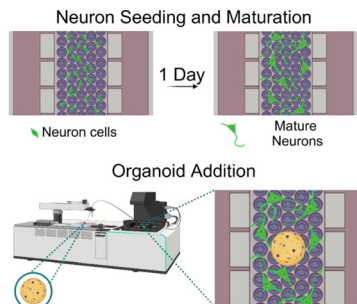 Neuron Seeding and Maturation
1 Day
Neuron cells
Mature
Neurons
Organoid Addition